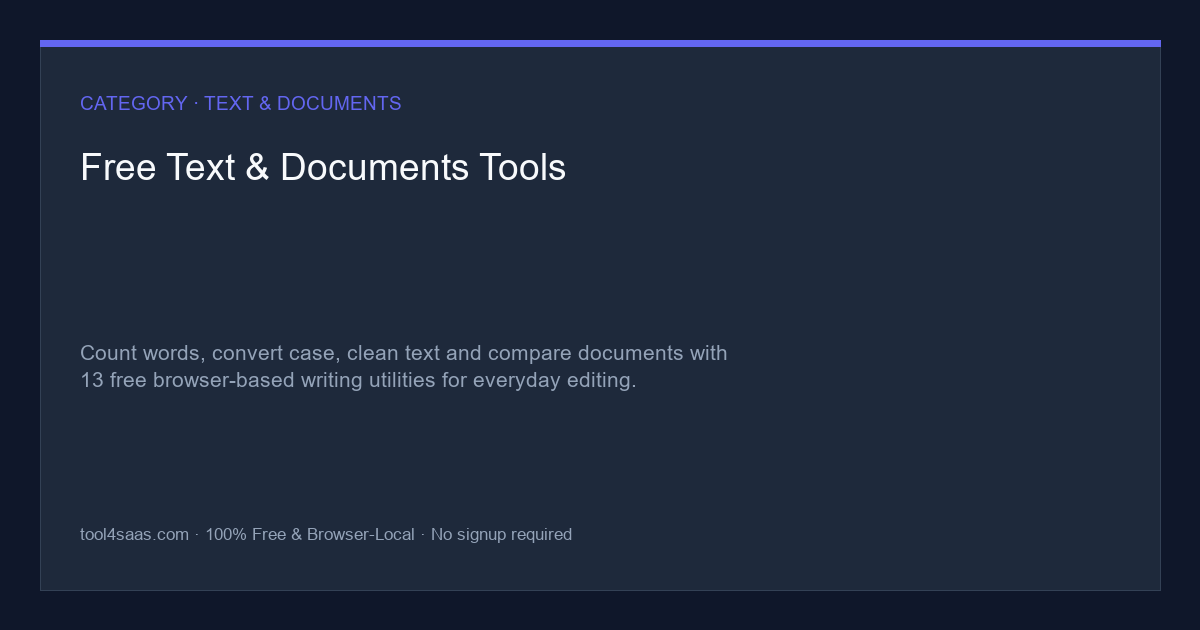 CATEGORY · TEXT & DOCUMENTS
Free Text & Documents Tools
Count words, convert case, clean text and compare documents with
13 free browser-based writing utilities for everyday editing.
tool4saas.com · 100% Free & Browser-Local · No signup required